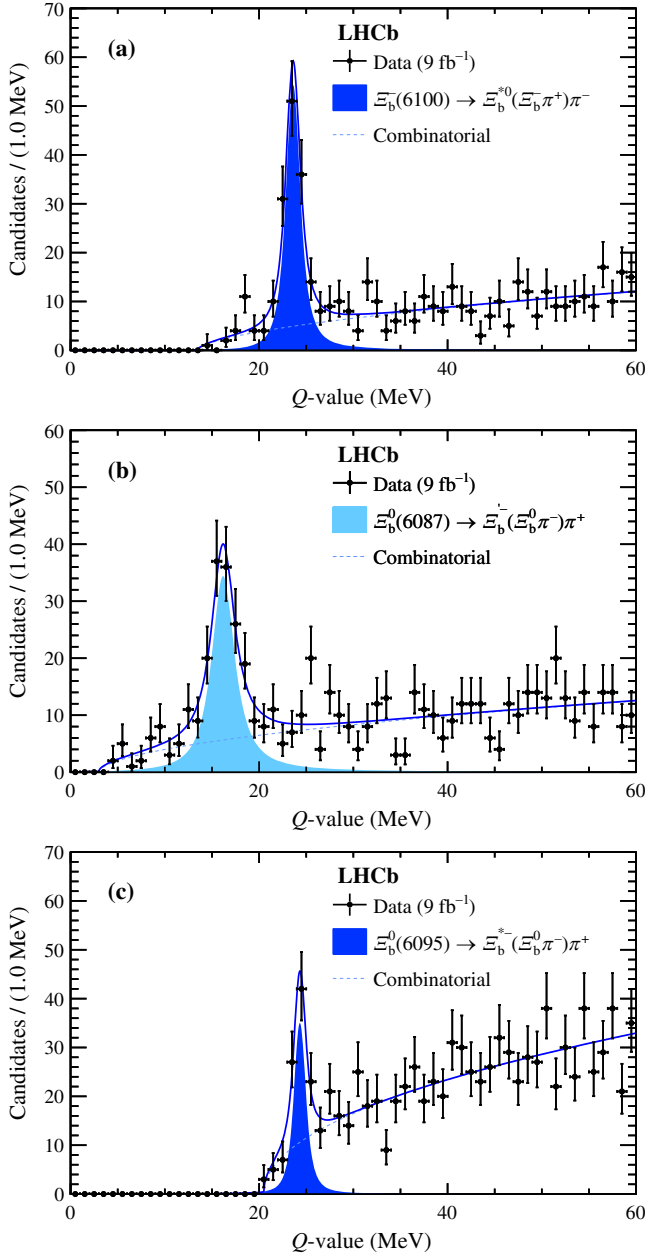 70
60
50
40
30
20
10
0
Candidates / (1.0 MeV)
(a)
LHCb
Data (9 fb⁻¹)
Ξb⁻(6100) → Ξb*⁰(Ξb⁻π⁺)π⁻
Combinatorial
0 20 40 60
Q-value (MeV)
60
50
40
30
20
10
0
Candidates / (1.0 MeV)
(b)
LHCb
Data (9 fb⁻¹)
Ξb⁰(6087) → Ξb′⁻(Ξb⁰π⁻)π⁺
Combinatorial
0 20 40 60
Q-value (MeV)
70
60
50
40
30
20
10
0
Candidates / (1.0 MeV)
(c)
LHCb
Data (9 fb⁻¹)
Ξb⁰(6095) → Ξb*⁻(Ξb⁰π⁻)π⁺
Combinatorial
0 20 40 60
Q-value (MeV)